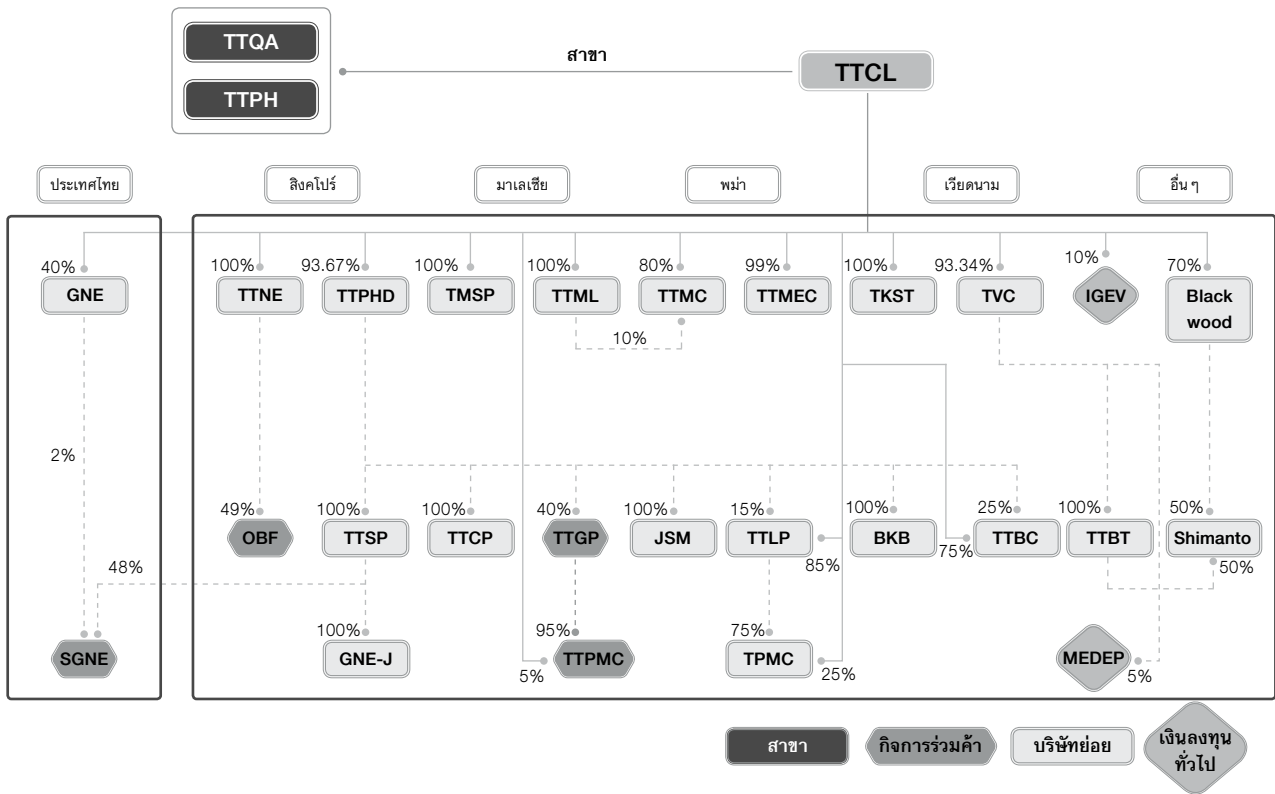 TTQA
สาขา
TTCL
TTPH
ประเทศไทย
สิงคโปร์
มาเลเซีย
พม่า
เวียดนาม
อื่น ๆ
40%
100%
93.67%
100%
100%
80%
99%
100%
93.34%
10%
70%
GNE
TTNE
TTPHD
TMSP
TTML
TTMC
TTMEC
TKST
TVC
IGEV
Black
wood
10%
2%
49%
100%
100%
40%
100%
15%
100%
25%
100%
50%
OBF
TTSP
TTCP
TTGP
JSM
TTLP
BKB
75%
TTBC
TTBT
Shimanto
48%
85%
50%
100%
95%
75%
SGNE
GNE-J
5%
TTPMC
TPMC
25%
MEDEP
5%
สาขา
กิจการร่วมค้า
บริษัทย่อย
เงินลงทุน
ทั่วไป